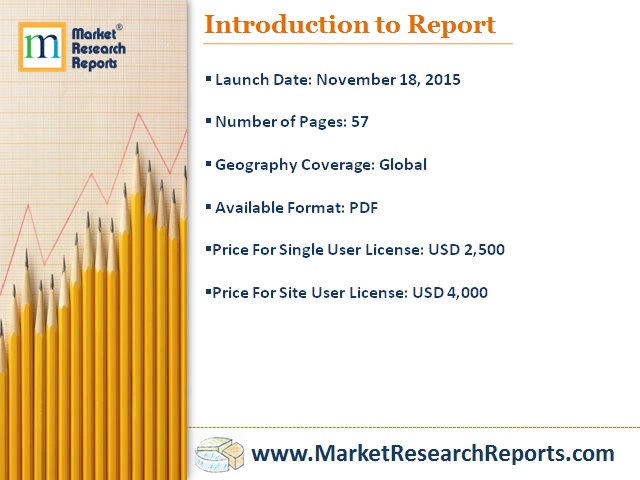 m
Market®
Research
Reports
Introduction to Report
▪ Launch Date: November 18, 2015
▪ Number of Pages: 57
▪ Geography Coverage: Global
▪ Available Format: PDF
▪Price For Single User License: USD 2,500
▪Price For Site User License: USD 4,000
www.MarketResearchReports.com